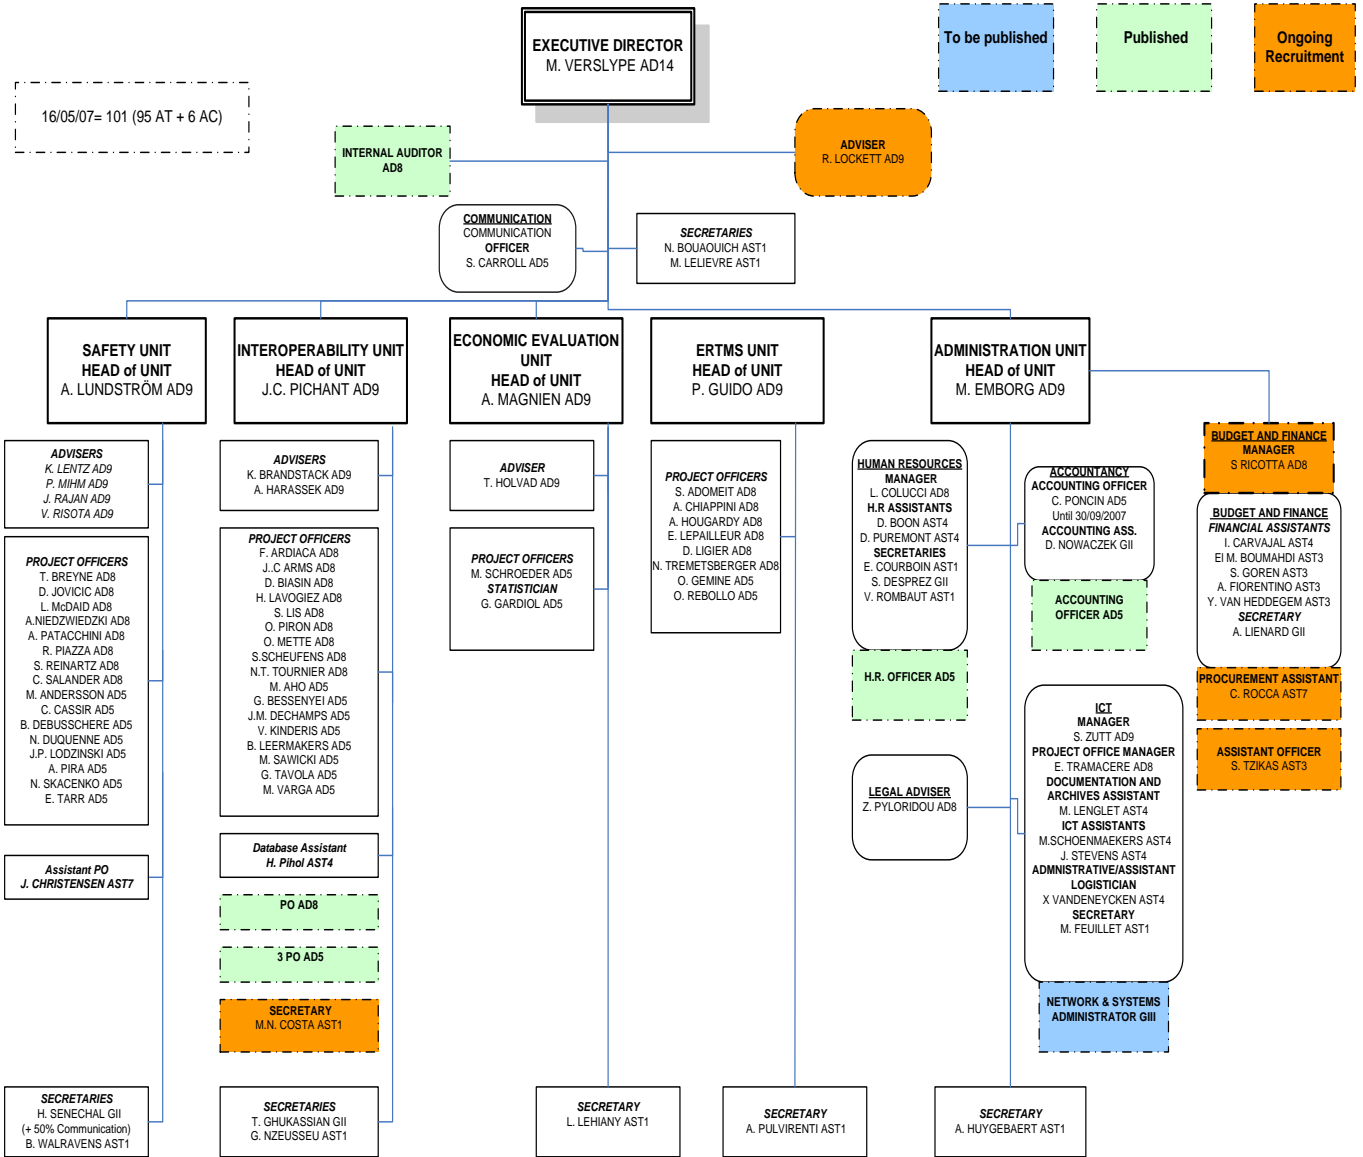 EXECUTIVE DIRECTOR
M. VERSLYPE AD14
To be published
Published
Ongoing
Recruitment
16/05/07= 101 (95 AT + 6 AC)
INTERNAL AUDITOR
AD8
ADVISER
R. LOCKETT AD9
COMMUNICATION
COMMUNICATION
OFFICER
S. CARROLL AD5
SECRETARIES
N. BOUAOUICH AST1
M. LELIEVRE AST1
SAFETY UNIT
HEAD of UNIT
A. LUNDSTRÖM AD9
INTEROPERABILITY UNIT
HEAD of UNIT
J.C. PICHANT AD9
ECONOMIC EVALUATION
UNIT
HEAD of UNIT
A. MAGNIEN AD9
ERTMS UNIT
HEAD of UNIT
P. GUIDO AD9
ADMINISTRATION UNIT
HEAD of UNIT
M. EMBORG AD9
ADVISERS
K. LENTZ AD9
P. MIHM AD9
J. RAJAN AD9
V. RISOTA AD9
PROJECT OFFICERS
T. BREYNE AD8
D. JOVICIC AD8
L. McDAID AD8
A.NIEDZWIEDZKI AD8
A. PATACCHINI AD8
R. PIAZZA AD8
S. REINARTZ AD8
C. SALANDER AD8
M. ANDERSSON AD5
C. CASSIR AD5
B. DEBUSSCHERE AD5
N. DUQUENNE AD5
J.P. LODZINSKI AD5
A. PIRA AD5
N. SKACENKO AD5
E. TARR AD5
Assistant PO
J. CHRISTENSEN AST7
SECRETARIES
H. SENECHAL GII
(+ 50% Communication)
B. WALRAVENS AST1
ADVISERS
K. BRANDSTACK AD9
A. HARASSEK AD9
PROJECT OFFICERS
F. ARDIACA AD8
J..C ARMS AD8
D. BIASIN AD8
H. LAVOGIEZ AD8
S. LIS AD8
O. PIRON AD8
O. METTE AD8
S.SCHEUFENS AD8
N.T. TOURNIER AD8
M. AHO AD5
G. BESSENYEI AD5
J.M. DECHAMPS AD5
V. KINDERIS AD5
B. LEERMAKERS AD5
M. SAWICKI AD5
G. TAVOLA AD5
M. VARGA AD5
Database Assistant
H. Pihol AST4
PO AD8
3 PO AD5
SECRETARY
M.N. COSTA AST1
SECRETARIES
T. GHUKASSIAN GII
G. NZEUSSEU AST1
ADVISER
T. HOLVAD AD9
PROJECT OFFICERS
M. SCHROEDER AD5
STATISTICIAN
G. GARDIOL AD5
SECRETARY
L. LEHIANY AST1
PROJECT OFFICERS
S. ADOMEIT AD8
A. CHIAPPINI AD8
A. HOUGARDY AD8
E. LEPAILLEUR AD8
D. LIGIER AD8
N. TREMETSBERGER AD8
O. GEMINE AD5
O. REBOLLO AD5
SECRETARY
A. PULVIRENTI AST1
HUMAN RESOURCES
MANAGER
L. COLUCCI AD8
H.R ASSISTANTS
D. BOON AST4
D. PUREMONT AST4
SECRETARIES
E. COURBOIN AST1
S. DESPREZ GII
V. ROMBAUT AST1
H.R. OFFICER AD5
LEGAL ADVISER
Z. PYLORIDOU AD8
ACCOUNTANCY
ACCOUNTING OFFICER
C. PONCIN AD5
Until 30/09/2007
ACCOUNTING ASS.
D. NOWACZEK GII
ACCOUNTING
OFFICER AD5
ICT
MANAGER
S. ZUTT AD9
PROJECT OFFICE MANAGER
E. TRAMACERE AD8
DOCUMENTATION AND
ARCHIVES ASSISTANT
M. LENGLET AST4
ICT ASSISTANTS
M.SCHOENMAEKERS AST4
J. STEVENS AST4
ADMNISTRATIVE/ASSISTANT
LOGISTICIAN
X VANDENEYCKEN AST4
SECRETARY
M. FEUILLET AST1
NETWORK & SYSTEMS
ADMINISTRATOR GIII
SECRETARY
A. HUYGEBAERT AST1
BUDGET AND FINANCE
MANAGER
S RICOTTA AD8
BUDGET AND FINANCE
FINANCIAL ASSISTANTS
I. CARVAJAL AST4
El M. BOUMAHDI AST3
S. GOREN AST3
A. FIORENTINO AST3
Y. VAN HEDDEGEM AST3
SECRETARY
A. LIENARD GII
PROCUREMENT ASSISTANT
C. ROCCA AST7
ASSISTANT OFFICER
S. TZIKAS AST3